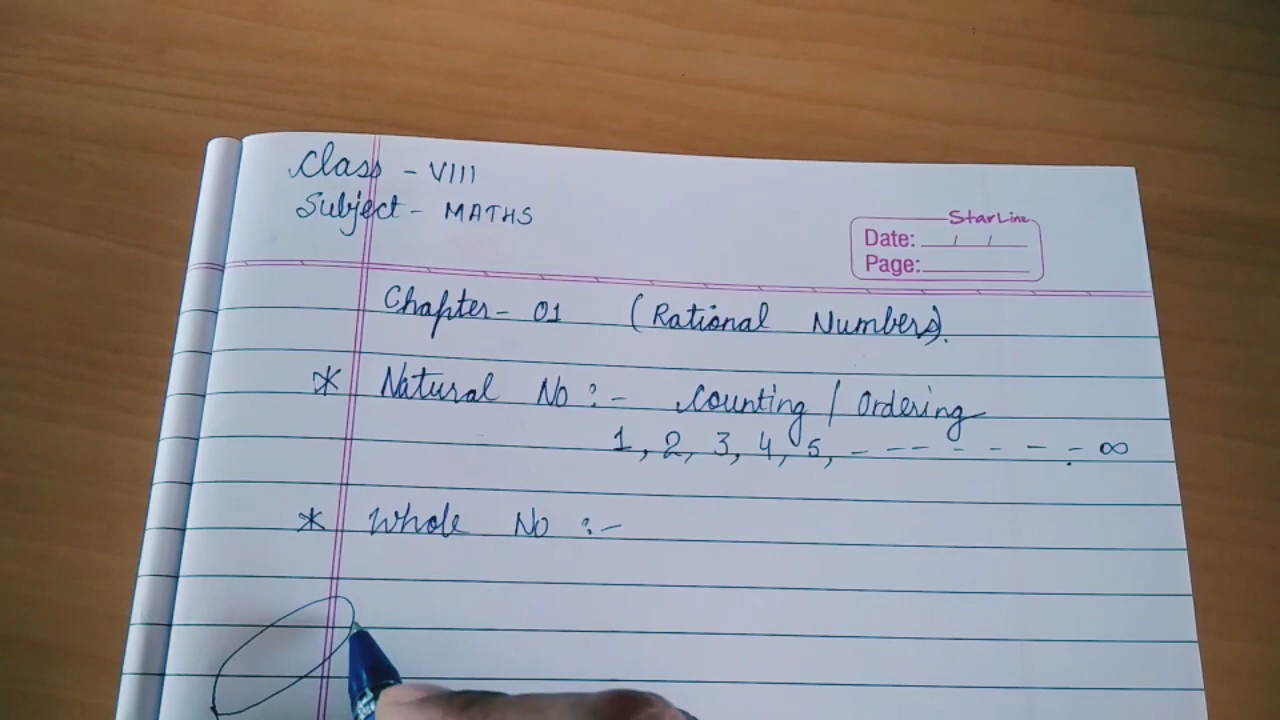 Class - VIII
Subject - MATHS
StarLine
Date: / /
Page:
Chapter - 01 (Rational Numbers).
* Natural No :- Counting / Ordering
1, 2, 3, 4, 5, - - - - - - - - ∞
* Whole No :-